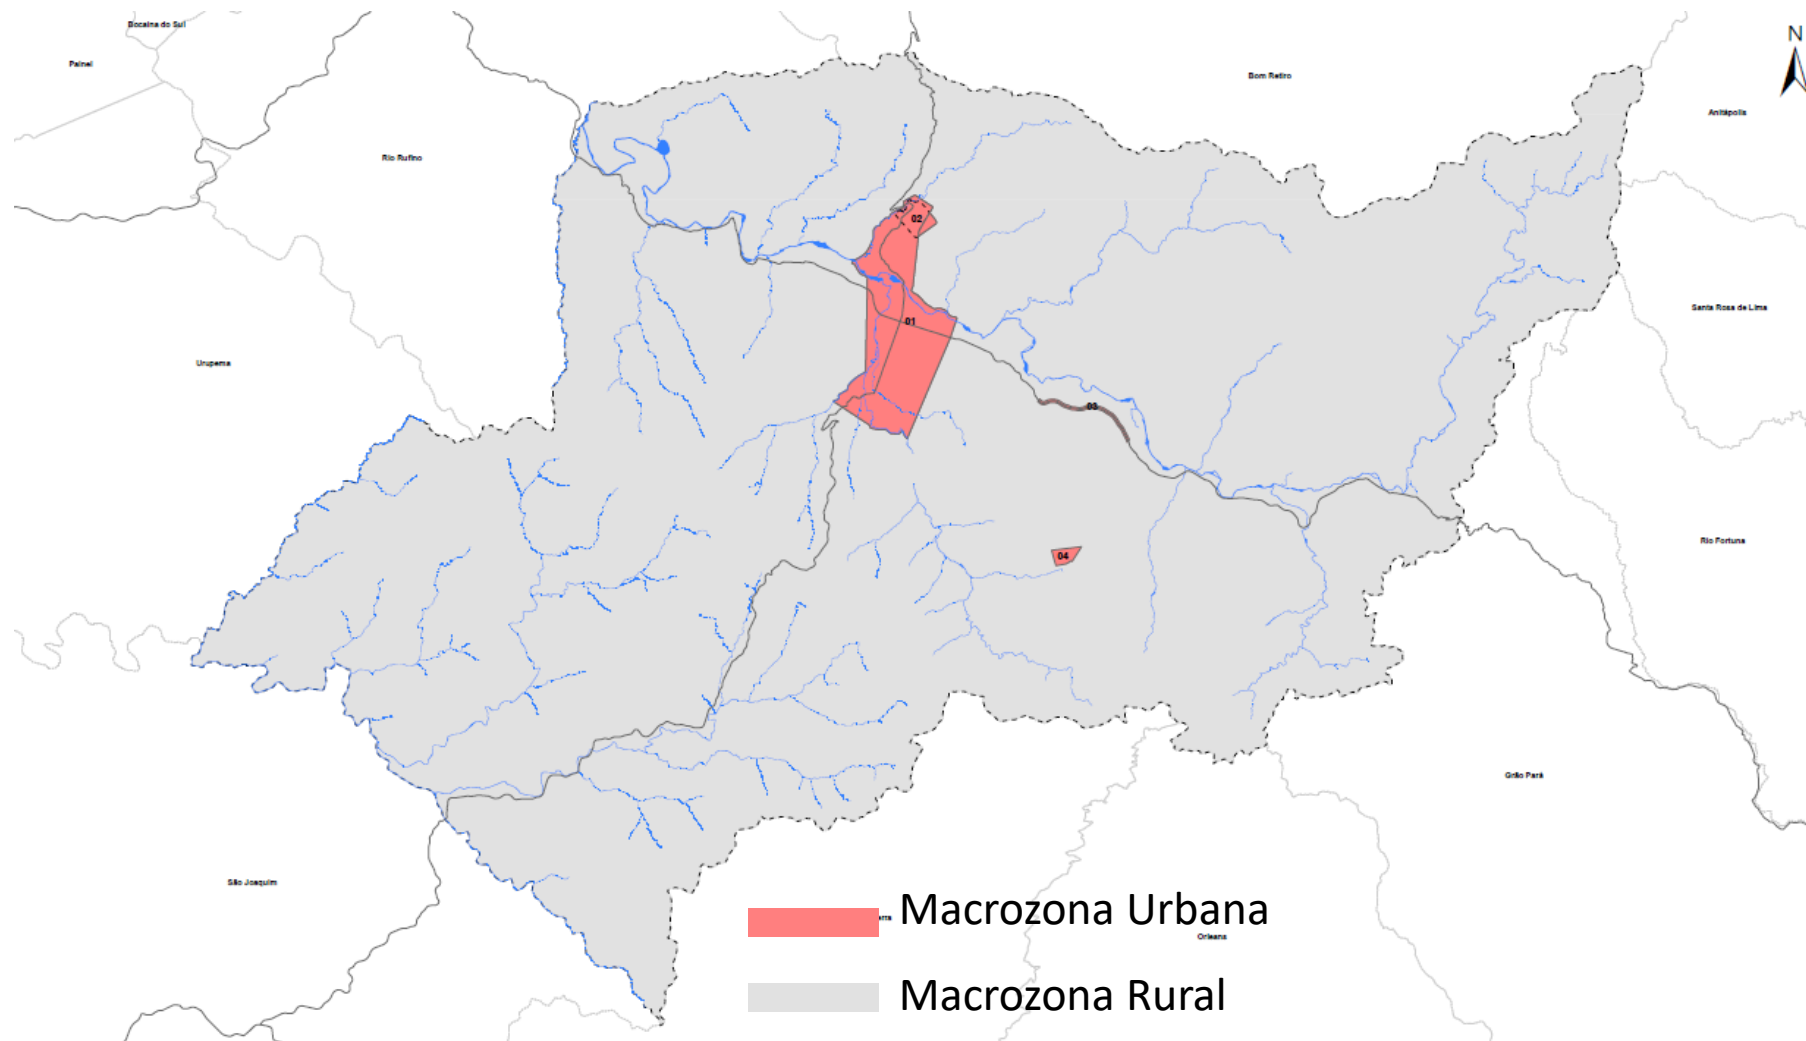 Bocaina do Sul
N
Painel
Bom Retiro
Anitápolis
Rio Rufino
02
Santa Rosa de Lima
01
Urupema
03
Rio Fortuna
04
Grão Pará
São Joaquim
Macrozona Urbana
Orleans
Macrozona Rural